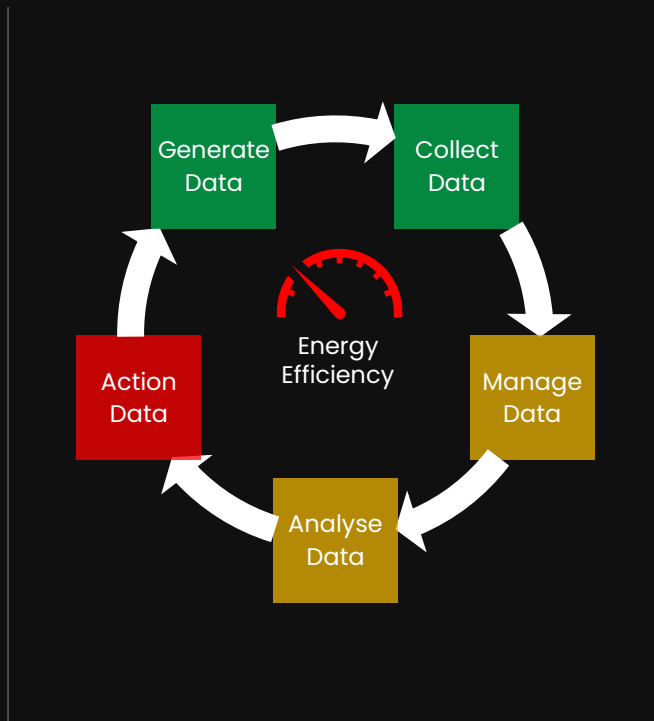 Generate
Data
Collect
Data
Energy
Efficiency
Action
Data
Manage
Data
Analyse
Data